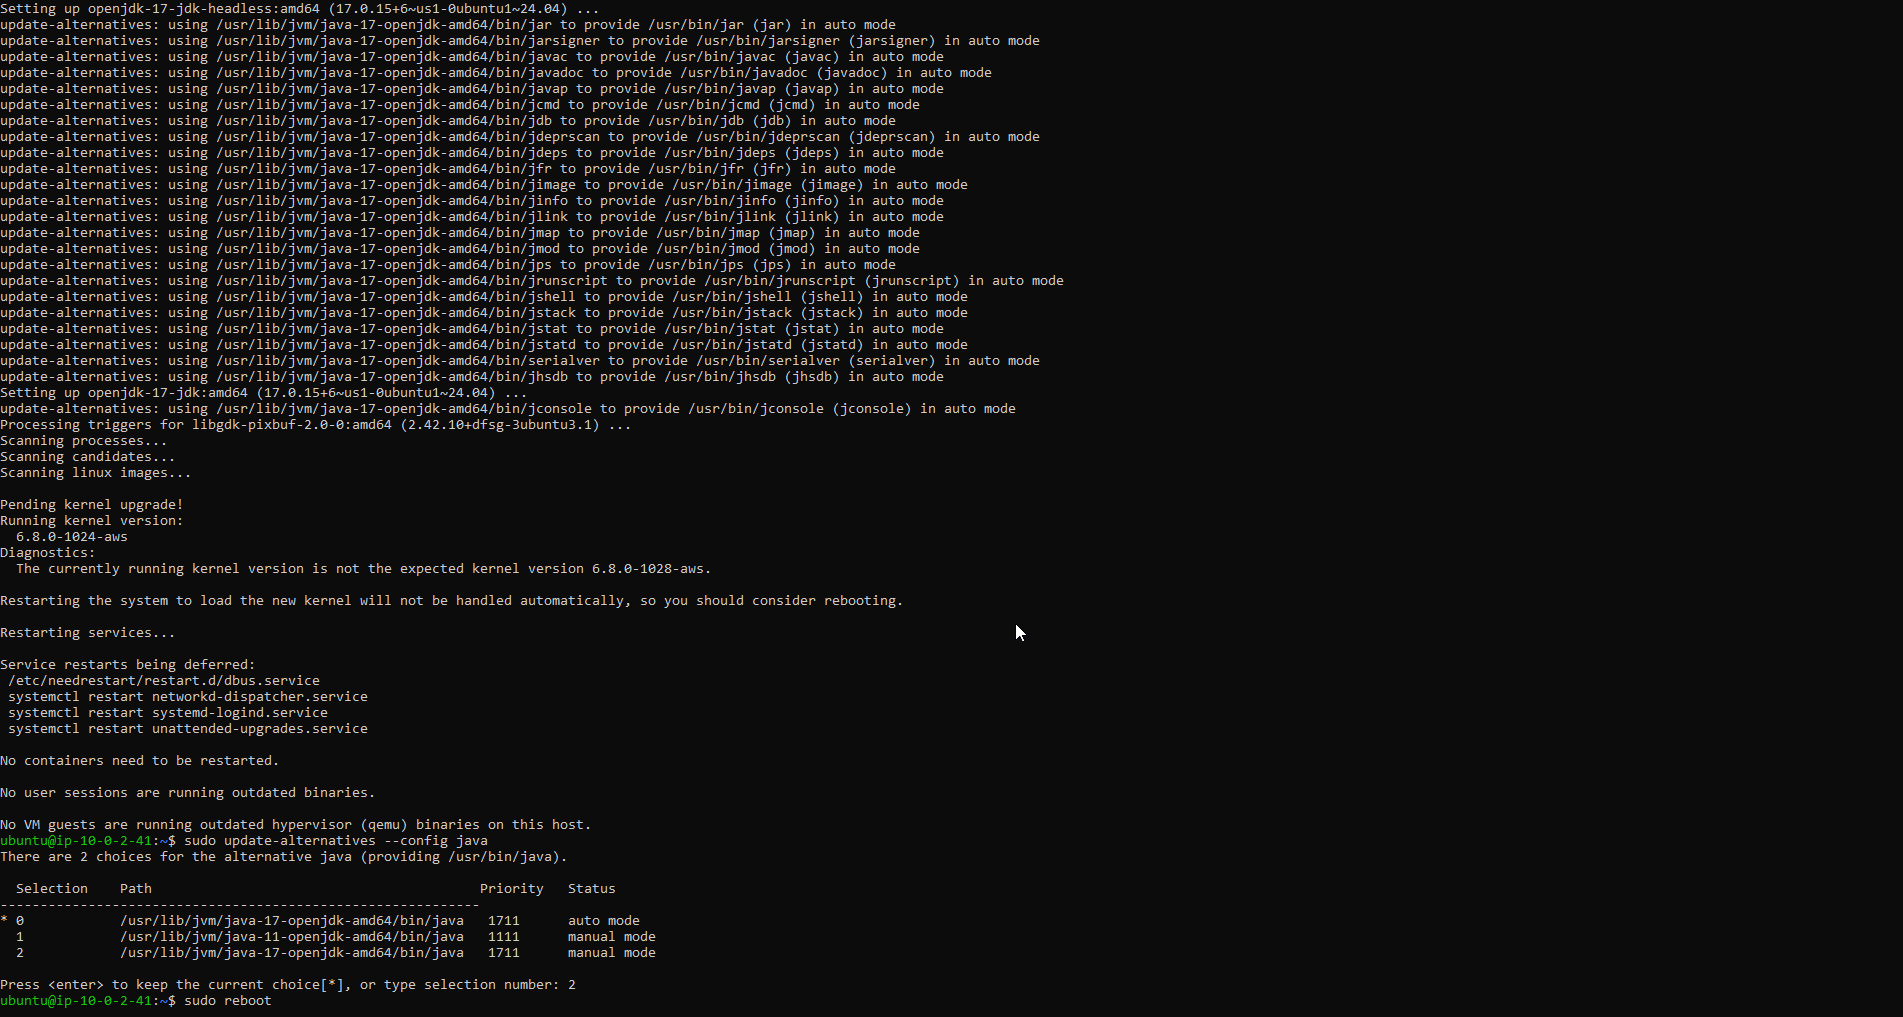 Setting up openjdk-17-jdk-headless:amd64 (17.0.15+6~us1-0ubuntu1~24.04) ...
update-alternatives: using /usr/lib/jvm/java-17-openjdk-amd64/bin/jar to provide /usr/bin/jar (jar) in auto mode
update-alternatives: using /usr/lib/jvm/java-17-openjdk-amd64/bin/jarsigner to provide /usr/bin/jarsigner (jarsigner) in auto mode
update-alternatives: using /usr/lib/jvm/java-17-openjdk-amd64/bin/javac to provide /usr/bin/javac (javac) in auto mode
update-alternatives: using /usr/lib/jvm/java-17-openjdk-amd64/bin/javadoc to provide /usr/bin/javadoc (javadoc) in auto mode
update-alternatives: using /usr/lib/jvm/java-17-openjdk-amd64/bin/javap to provide /usr/bin/javap (javap) in auto mode
update-alternatives: using /usr/lib/jvm/java-17-openjdk-amd64/bin/jcmd to provide /usr/bin/jcmd (jcmd) in auto mode
update-alternatives: using /usr/lib/jvm/java-17-openjdk-amd64/bin/jdb to provide /usr/bin/jdb (jdb) in auto mode
update-alternatives: using /usr/lib/jvm/java-17-openjdk-amd64/bin/jdeprscan to provide /usr/bin/jdeprscan (jdeprscan) in auto mode
update-alternatives: using /usr/lib/jvm/java-17-openjdk-amd64/bin/jdeps to provide /usr/bin/jdeps (jdeps) in auto mode
update-alternatives: using /usr/lib/jvm/java-17-openjdk-amd64/bin/jfr to provide /usr/bin/jfr (jfr) in auto mode
update-alternatives: using /usr/lib/jvm/java-17-openjdk-amd64/bin/jimage to provide /usr/bin/jimage (jimage) in auto mode
update-alternatives: using /usr/lib/jvm/java-17-openjdk-amd64/bin/jinfo to provide /usr/bin/jinfo (jinfo) in auto mode
update-alternatives: using /usr/lib/jvm/java-17-openjdk-amd64/bin/jlink to provide /usr/bin/jlink (jlink) in auto mode
update-alternatives: using /usr/lib/jvm/java-17-openjdk-amd64/bin/jmap to provide /usr/bin/jmap (jmap) in auto mode
update-alternatives: using /usr/lib/jvm/java-17-openjdk-amd64/bin/jmod to provide /usr/bin/jmod (jmod) in auto mode
update-alternatives: using /usr/lib/jvm/java-17-openjdk-amd64/bin/jps to provide /usr/bin/jps (jps) in auto mode
update-alternatives: using /usr/lib/jvm/java-17-openjdk-amd64/bin/jrunscript to provide /usr/bin/jrunscript (jrunscript) in auto mode
update-alternatives: using /usr/lib/jvm/java-17-openjdk-amd64/bin/jshell to provide /usr/bin/jshell (jshell) in auto mode
update-alternatives: using /usr/lib/jvm/java-17-openjdk-amd64/bin/jstack to provide /usr/bin/jstack (jstack) in auto mode
update-alternatives: using /usr/lib/jvm/java-17-openjdk-amd64/bin/jstat to provide /usr/bin/jstat (jstat) in auto mode
update-alternatives: using /usr/lib/jvm/java-17-openjdk-amd64/bin/jstatd to provide /usr/bin/jstatd (jstatd) in auto mode
update-alternatives: using /usr/lib/jvm/java-17-openjdk-amd64/bin/serialver to provide /usr/bin/serialver (serialver) in auto mode
update-alternatives: using /usr/lib/jvm/java-17-openjdk-amd64/bin/jhsdb to provide /usr/bin/jhsdb (jhsdb) in auto mode
Setting up openjdk-17-jdk:amd64 (17.0.15+6~us1-0ubuntu1~24.04) ...
update-alternatives: using /usr/lib/jvm/java-17-openjdk-amd64/bin/jconsole to provide /usr/bin/jconsole (jconsole) in auto mode
Processing triggers for libgdk-pixbuf-2.0-0:amd64 (2.42.10+dfsg-3ubuntu3.1) ...
Scanning processes...
Scanning candidates...
Scanning linux images...

Pending kernel upgrade!
Running kernel version:
  6.8.0-1024-aws
Diagnostics:
  The currently running kernel version is not the expected kernel version 6.8.0-1028-aws.

Restarting the system to load the new kernel will not be handled automatically, so you should consider rebooting.

Restarting services...

Service restarts being deferred:
 /etc/needrestart/restart.d/dbus.service
 systemctl restart networkd-dispatcher.service
 systemctl restart systemd-logind.service
 systemctl restart unattended-upgrades.service

No containers need to be restarted.

No user sessions are running outdated binaries.

No VM guests are running outdated hypervisor (qemu) binaries on this host.
ubuntu@ip-10-0-2-41:~$ sudo update-alternatives --config java
There are 2 choices for the alternative java (providing /usr/bin/java).

  Selection    Path                                         Priority   Status
------------------------------------------------------------
* 0            /usr/lib/jvm/java-17-openjdk-amd64/bin/java   1711      auto mode
  1            /usr/lib/jvm/java-11-openjdk-amd64/bin/java   1111      manual mode
  2            /usr/lib/jvm/java-17-openjdk-amd64/bin/java   1711      manual mode

Press <enter> to keep the current choice[*], or type selection number: 2
ubuntu@ip-10-0-2-41:~$ sudo reboot